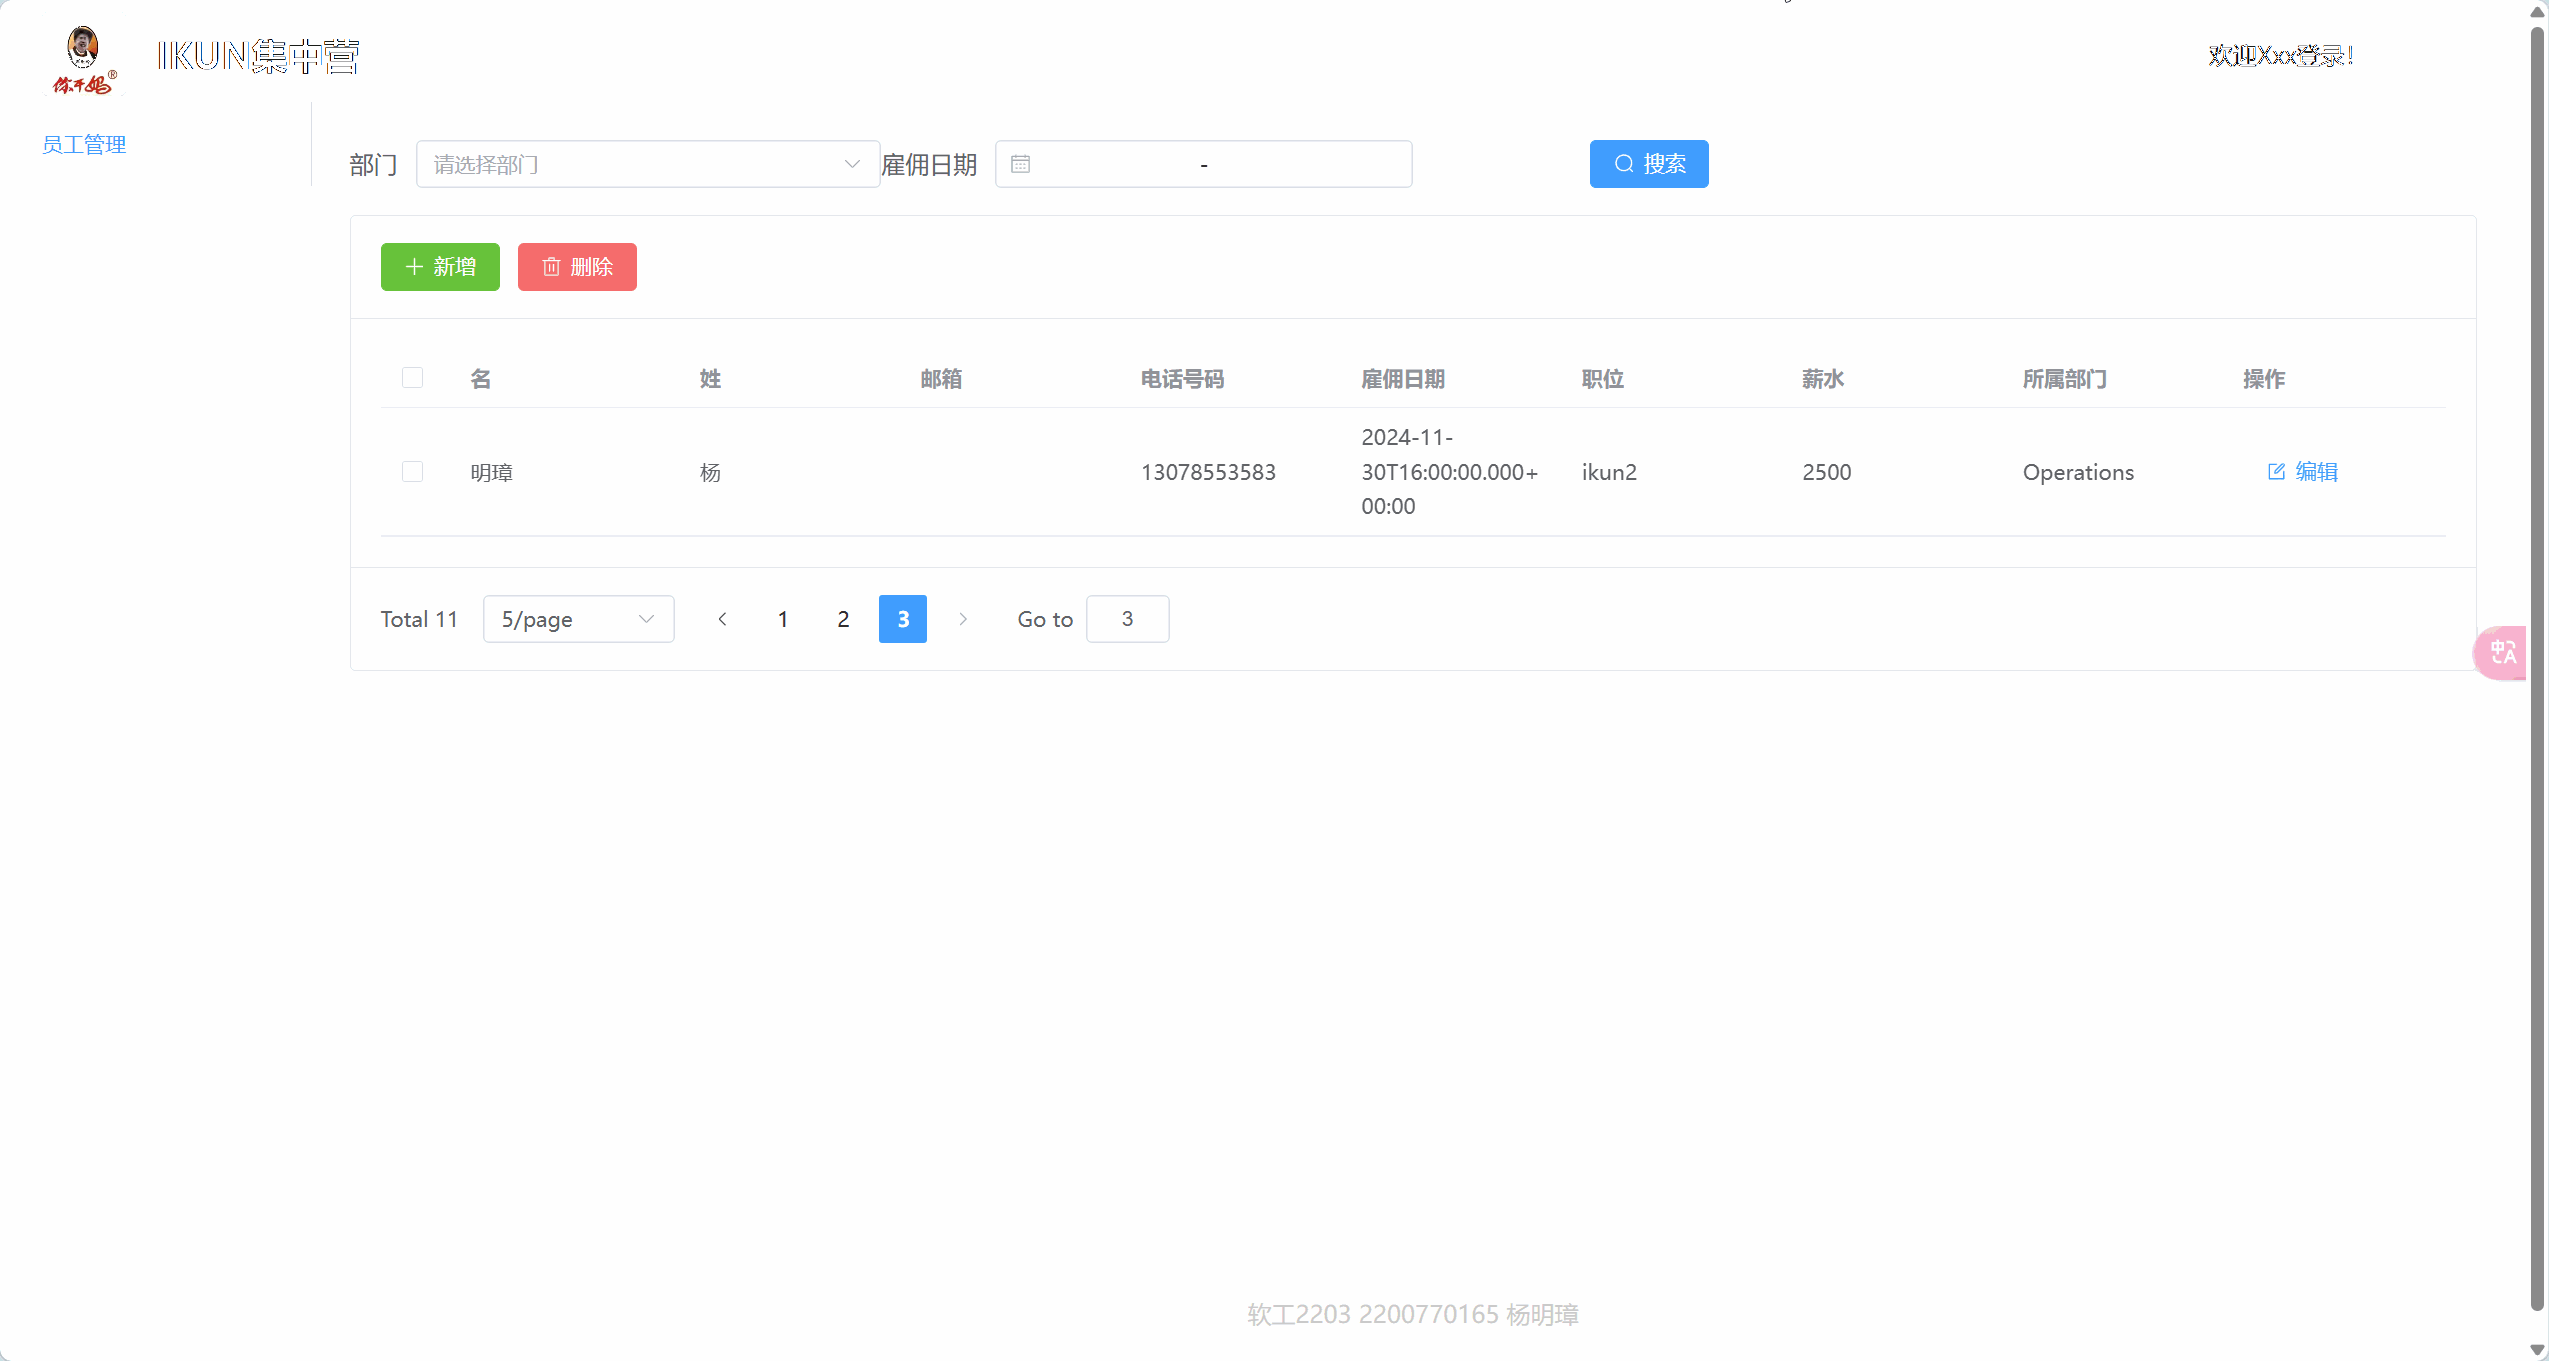 IKUN集中营
欢迎Xxx登录!
员工管理
部门 请选择部门 雇佣日期 - 搜索
新增 删除
名 姓 邮箱 电话号码 雇佣日期 职位 薪水 所属部门 操作
明璋 杨 13078553583 2024-11-30T16:00:00.000+00:00 ikun2 2500 Operations 编辑
Total 11 5/page 1 2 3 Go to 3
软工2203 2200770165 杨明璋